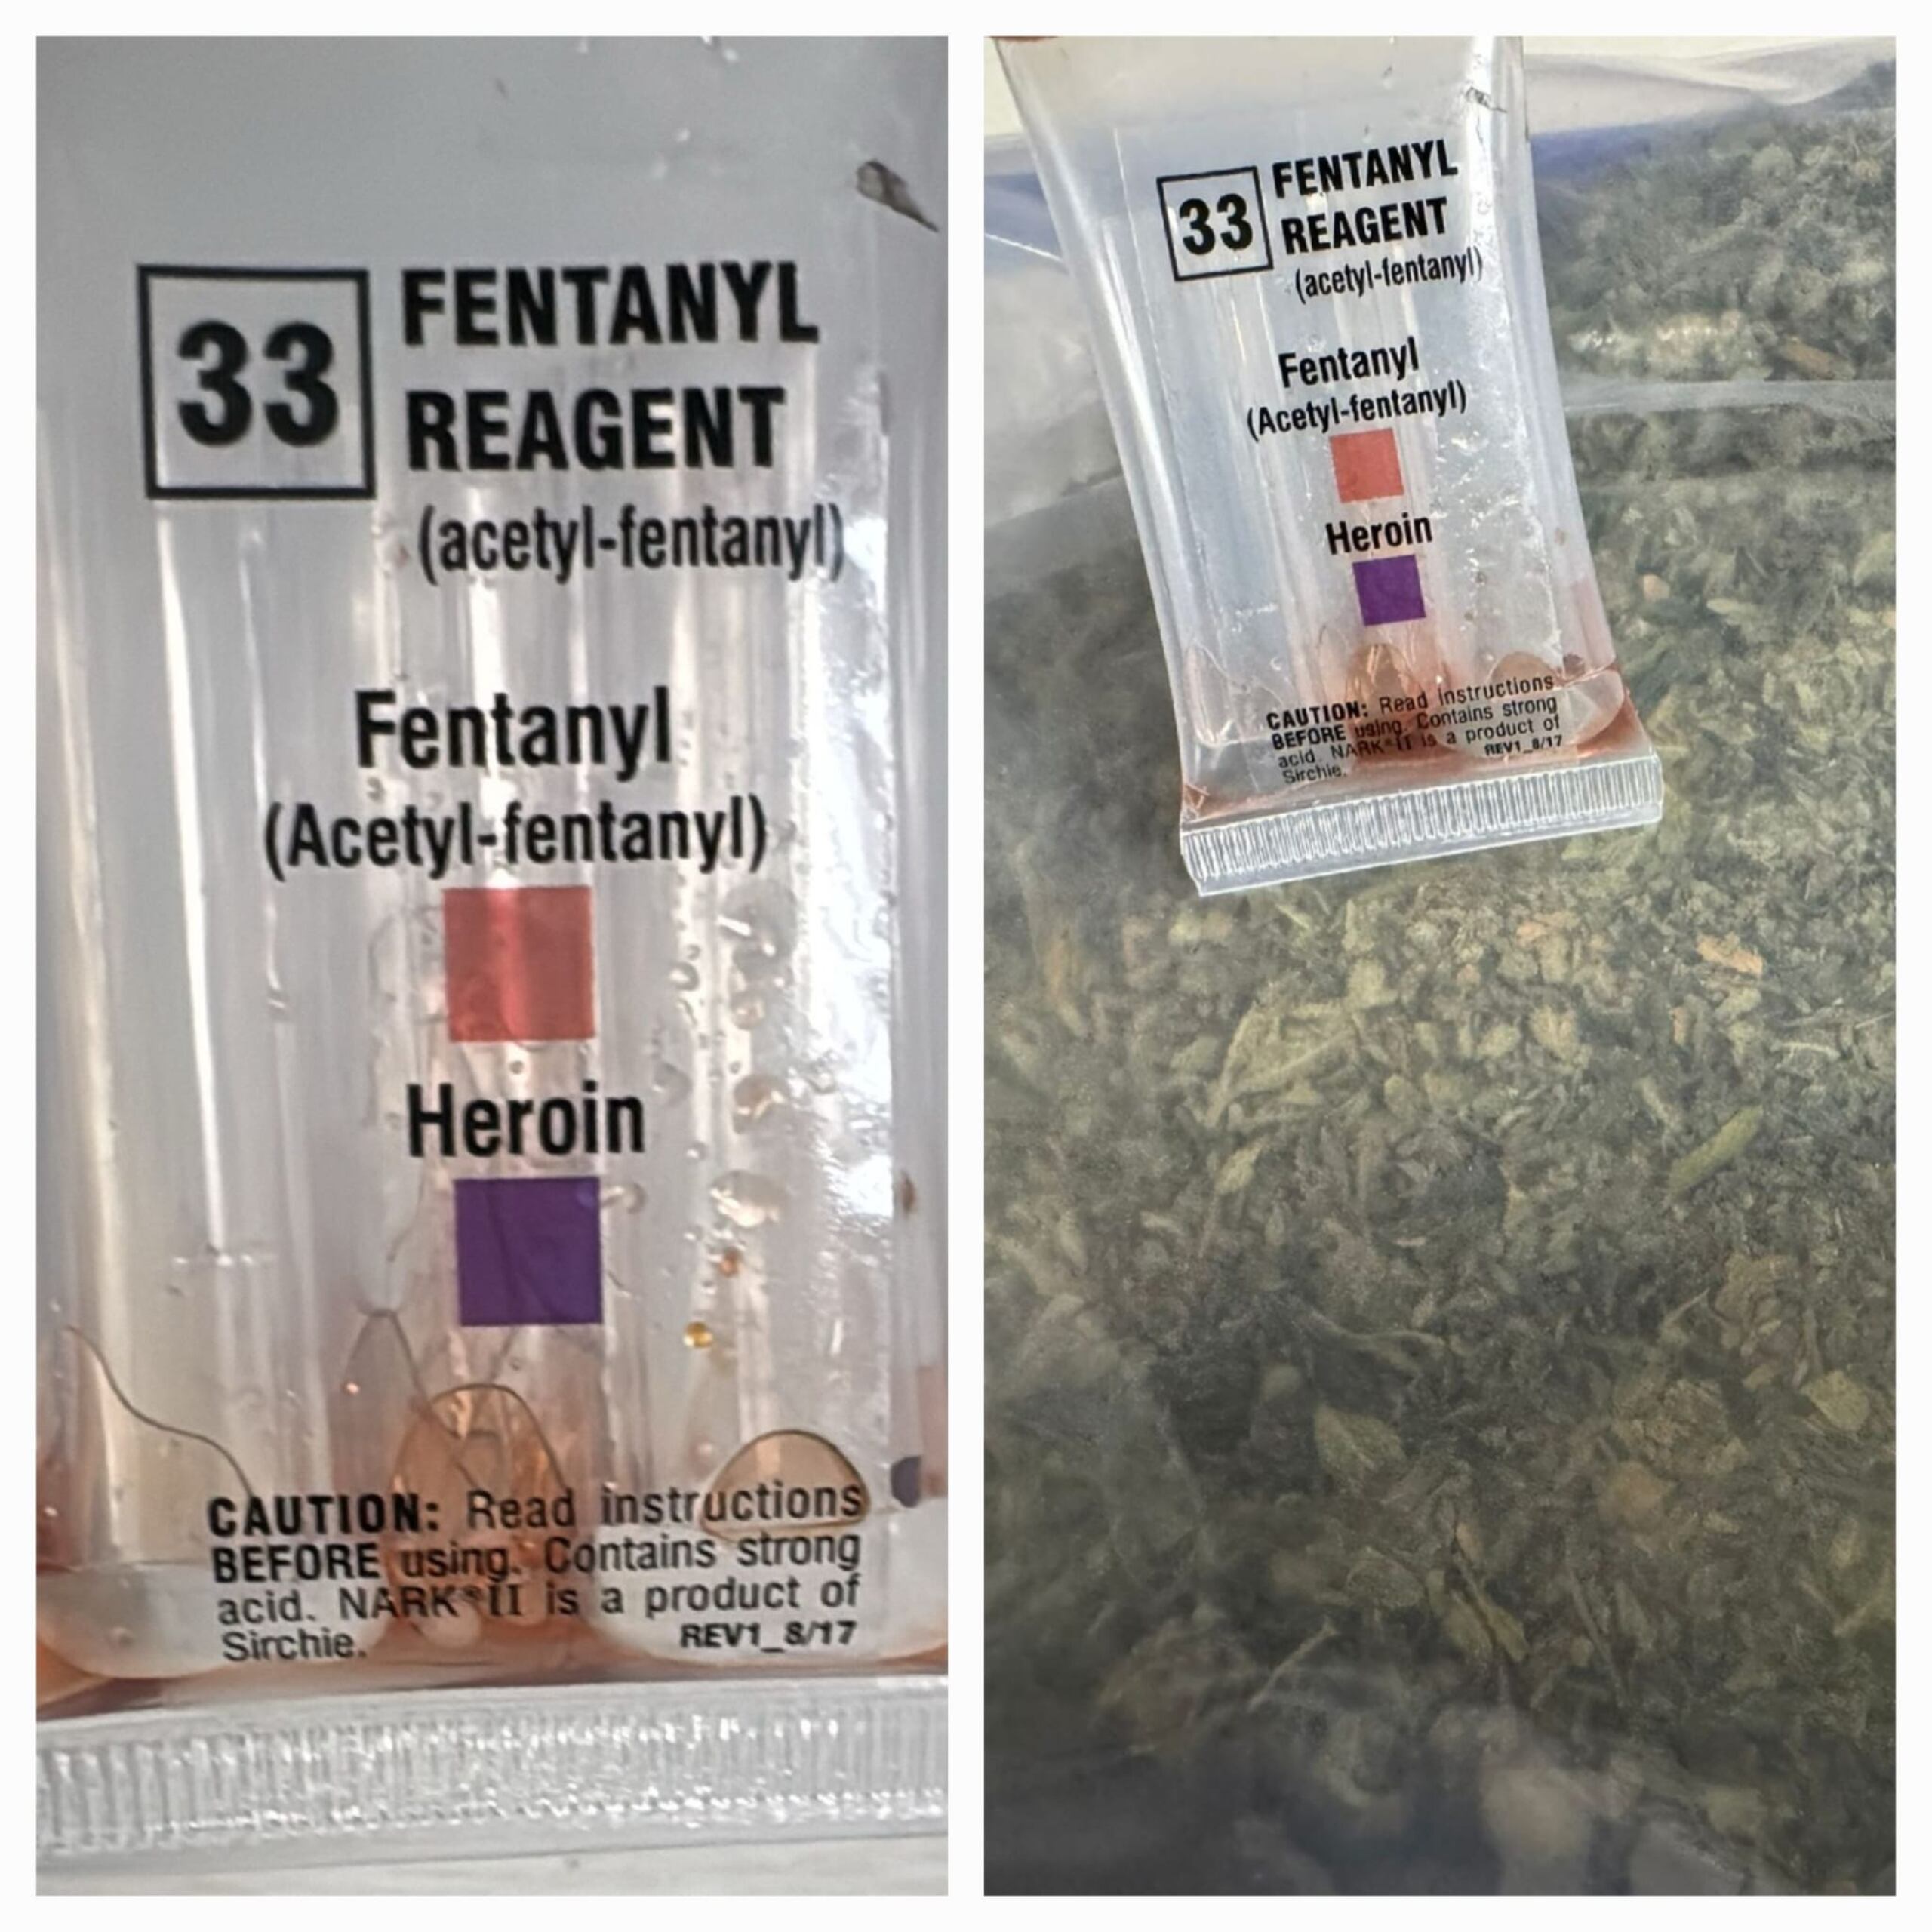 33 FENTANYL
REAGENT
(acetyl-fentanyl)
Fentanyl
(Acetyl-fentanyl)
Heroin
CAUTION: Read instructions
BEFORE using. Contains strong
acid. NARK®II is a product of
Sirchie. REV1_8/17
33 FENTANYL
REAGENT
(acetyl-fentanyl)
Fentanyl
(Acetyl-fentanyl)
Heroin
CAUTION: Read instructions
BEFORE using. Contains strong
acid. NARK®II is a product of
Sirchie. REV1_8/17